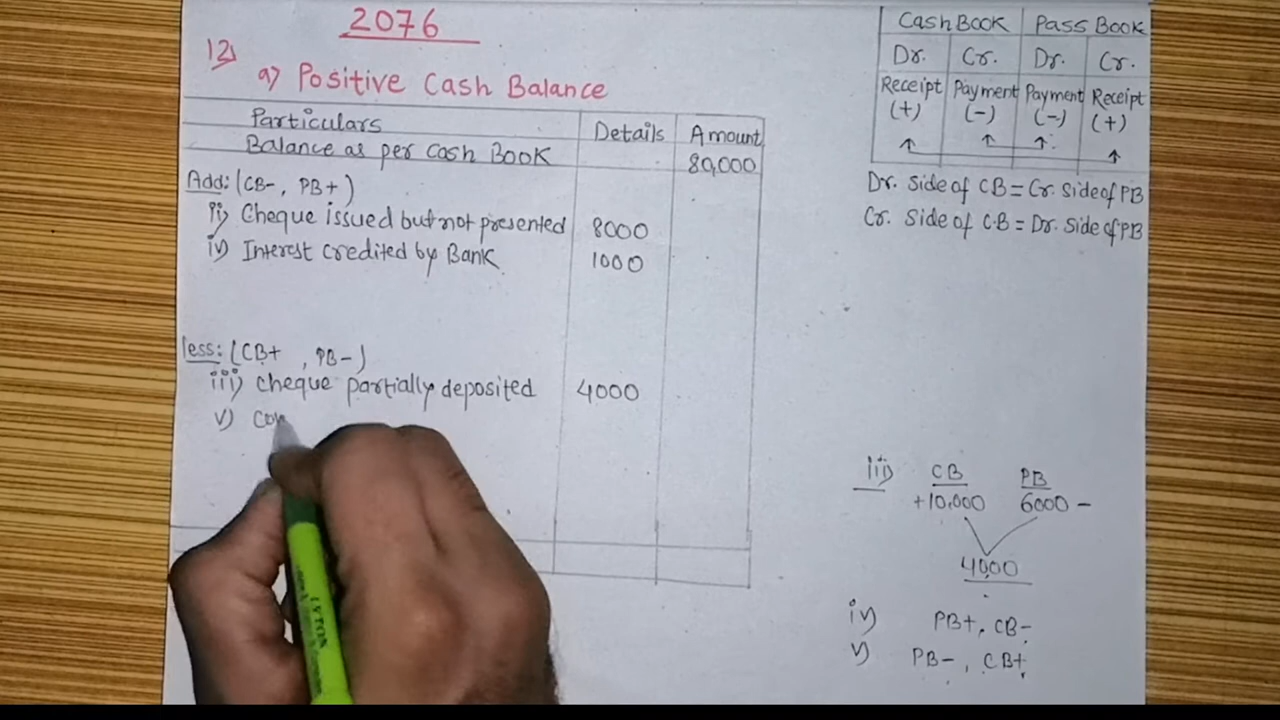 2076
12)
a) Positive Cash Balance
Particulars Details Amount
Balance as per Cash Book 80,000
Add: (CB-, PB+)
ii) Cheque issued but not presented 8000
iv) Interest credited by Bank 1000
less: (CB+ , PB-)
iii) Cheque partially deposited 4000
v) Com
Cash Book Pass Book
Dr. Cr. Dr. Cr.
Receipt (+) Payment (-) Payment (-) Receipt (+)
Dr. Side of CB = Cr. Side of PB
Cr. Side of CB = Dr. Side of PB
iii) CB PB
+10,000 6000 -
4000
iv) PB+, CB-
v) PB-, CB+